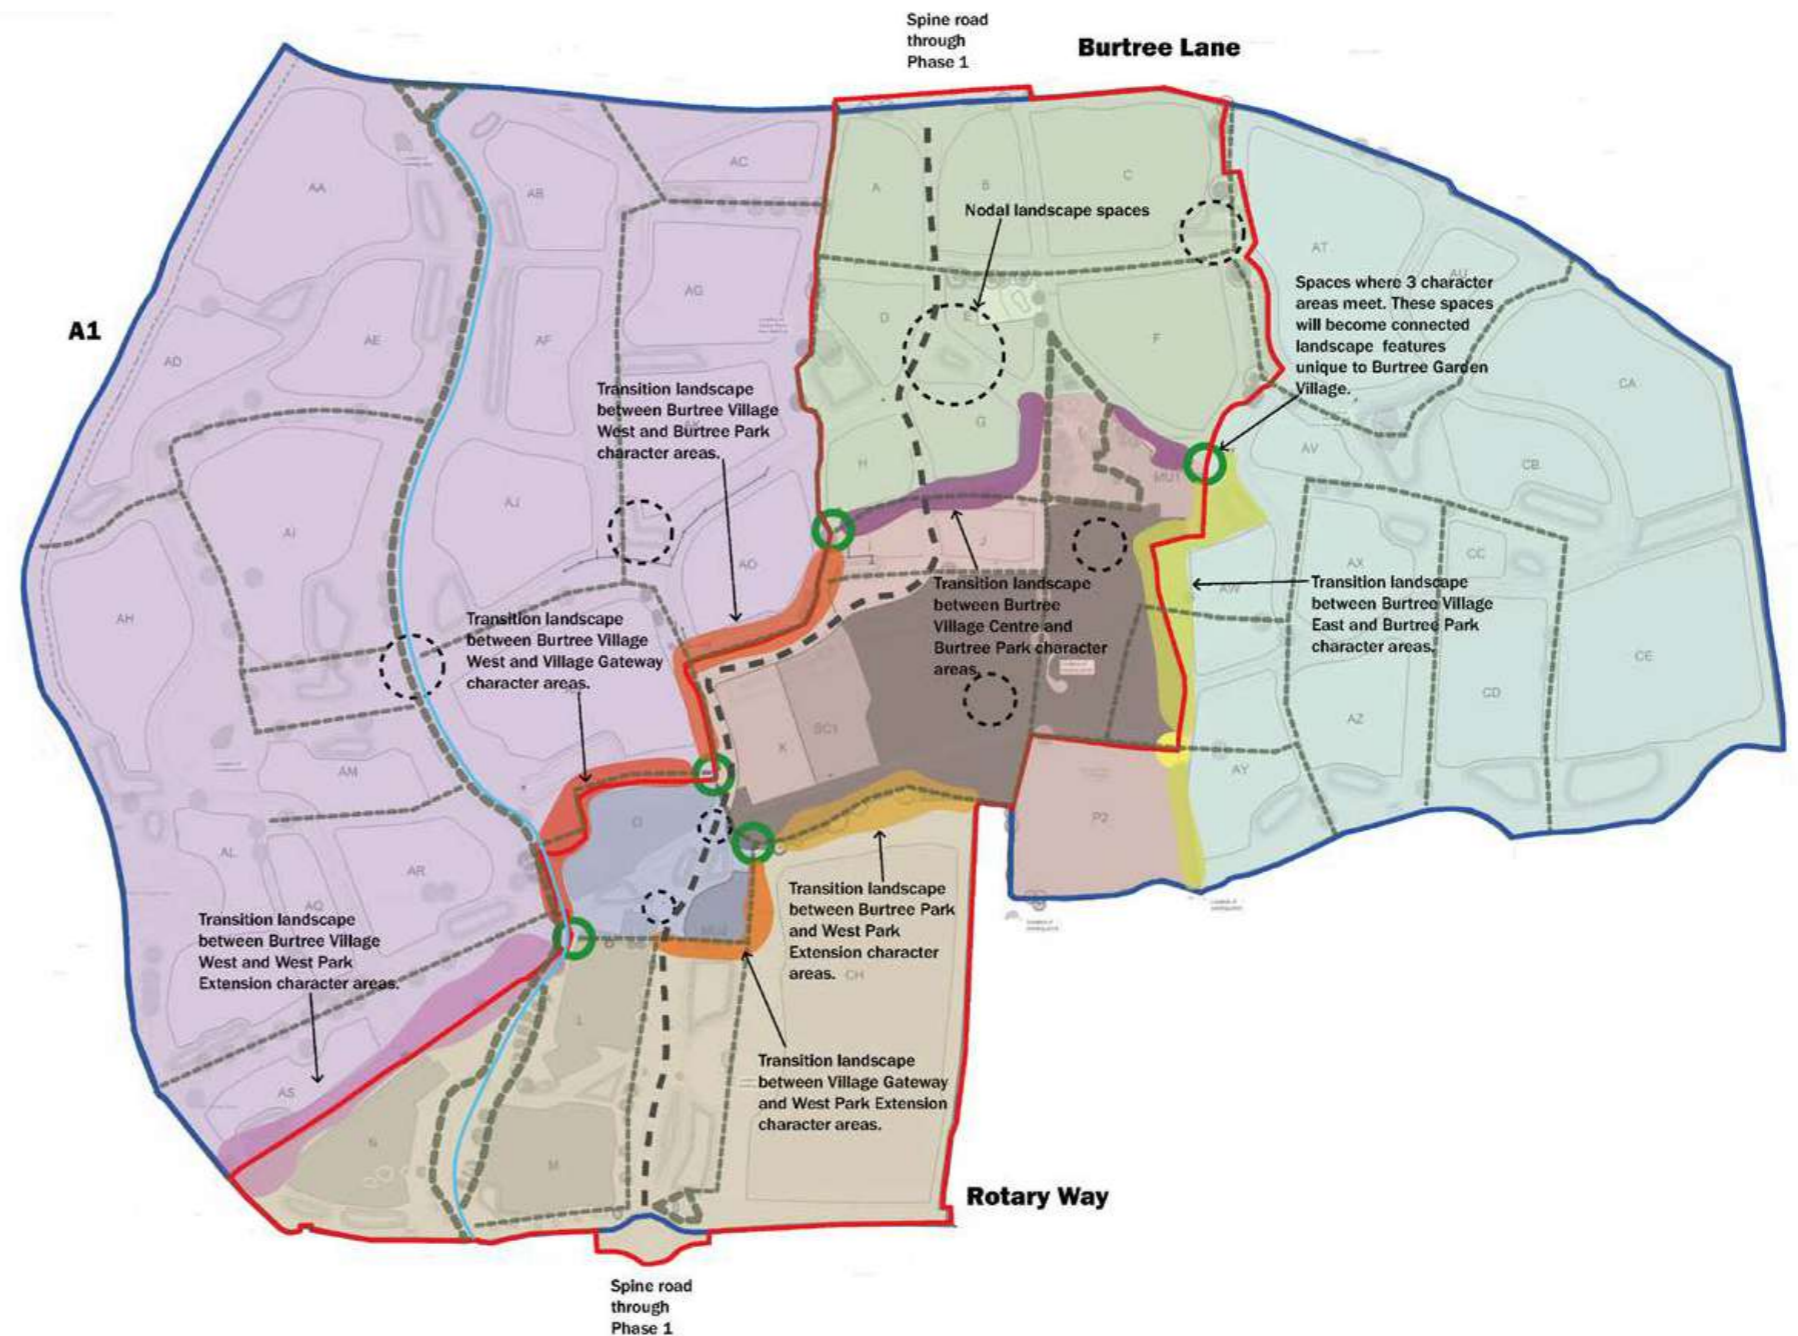 Spine road
through
Phase 1
Burtree Lane
A1
Nodal landscape spaces
Spaces where 3 character
areas meet. These spaces
will become connected
landscape features
unique to Burtree Garden
Village.
Transition landscape
between Burtree Village
West and Burtree Park
character areas.
Transition landscape
between Burtree Village
West and Village Gateway
character areas.
Transition landscape
between Burtree
Village Centre and
Burtree Park character
areas.
Transition landscape
between Burtree Village
East and Burtree Park
character areas.
Transition landscape
between Burtree Village
West and West Park
Extension character areas.
Transition landscape
between Burtree Park
and West Park
Extension character
areas.
Transition landscape
between Village Gateway
and West Park Extension
character areas.
Rotary Way
Spine road
through
Phase 1
AA
AB
AC
A
B
C
AT
AU
AD
AE
AF
AG
D
E
F
CA
G
H
AV
CB
MU1
AI
AJ
AO
J
AX
CC
AW
AH
K
AZ
CD
CE
AM
AY
O
P2
AL
AR
AQ
CH
L
AS
N
M